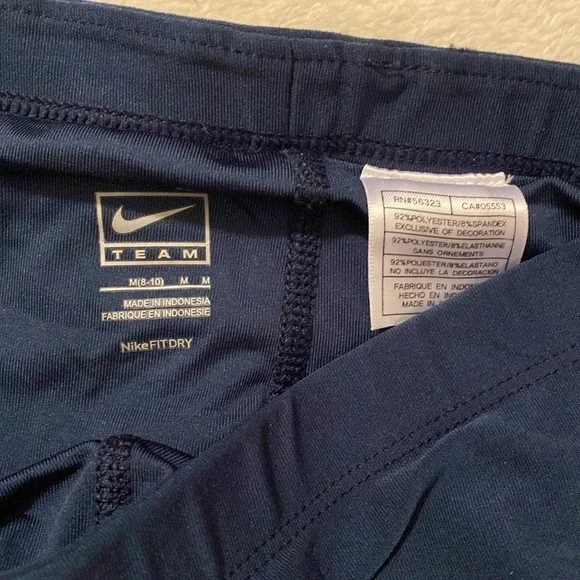 TEAM
M(8-10) M M
MADE IN INDONESIA
FABRIQUE EN INDONESIE
NikeFITDRY
RN#56323 CA#05553
92%POLYESTER/8%SPANDEX
EXCLUSIVE OF DECORATION
92%POLYESTER/8%ELASTHANNE
SANS ORNEMENTS
92%POLIESTER/8%ELASTANO
NO INCLUYE LA DECORACION
FABRIQUE EN
HECHO EN
MADE IN